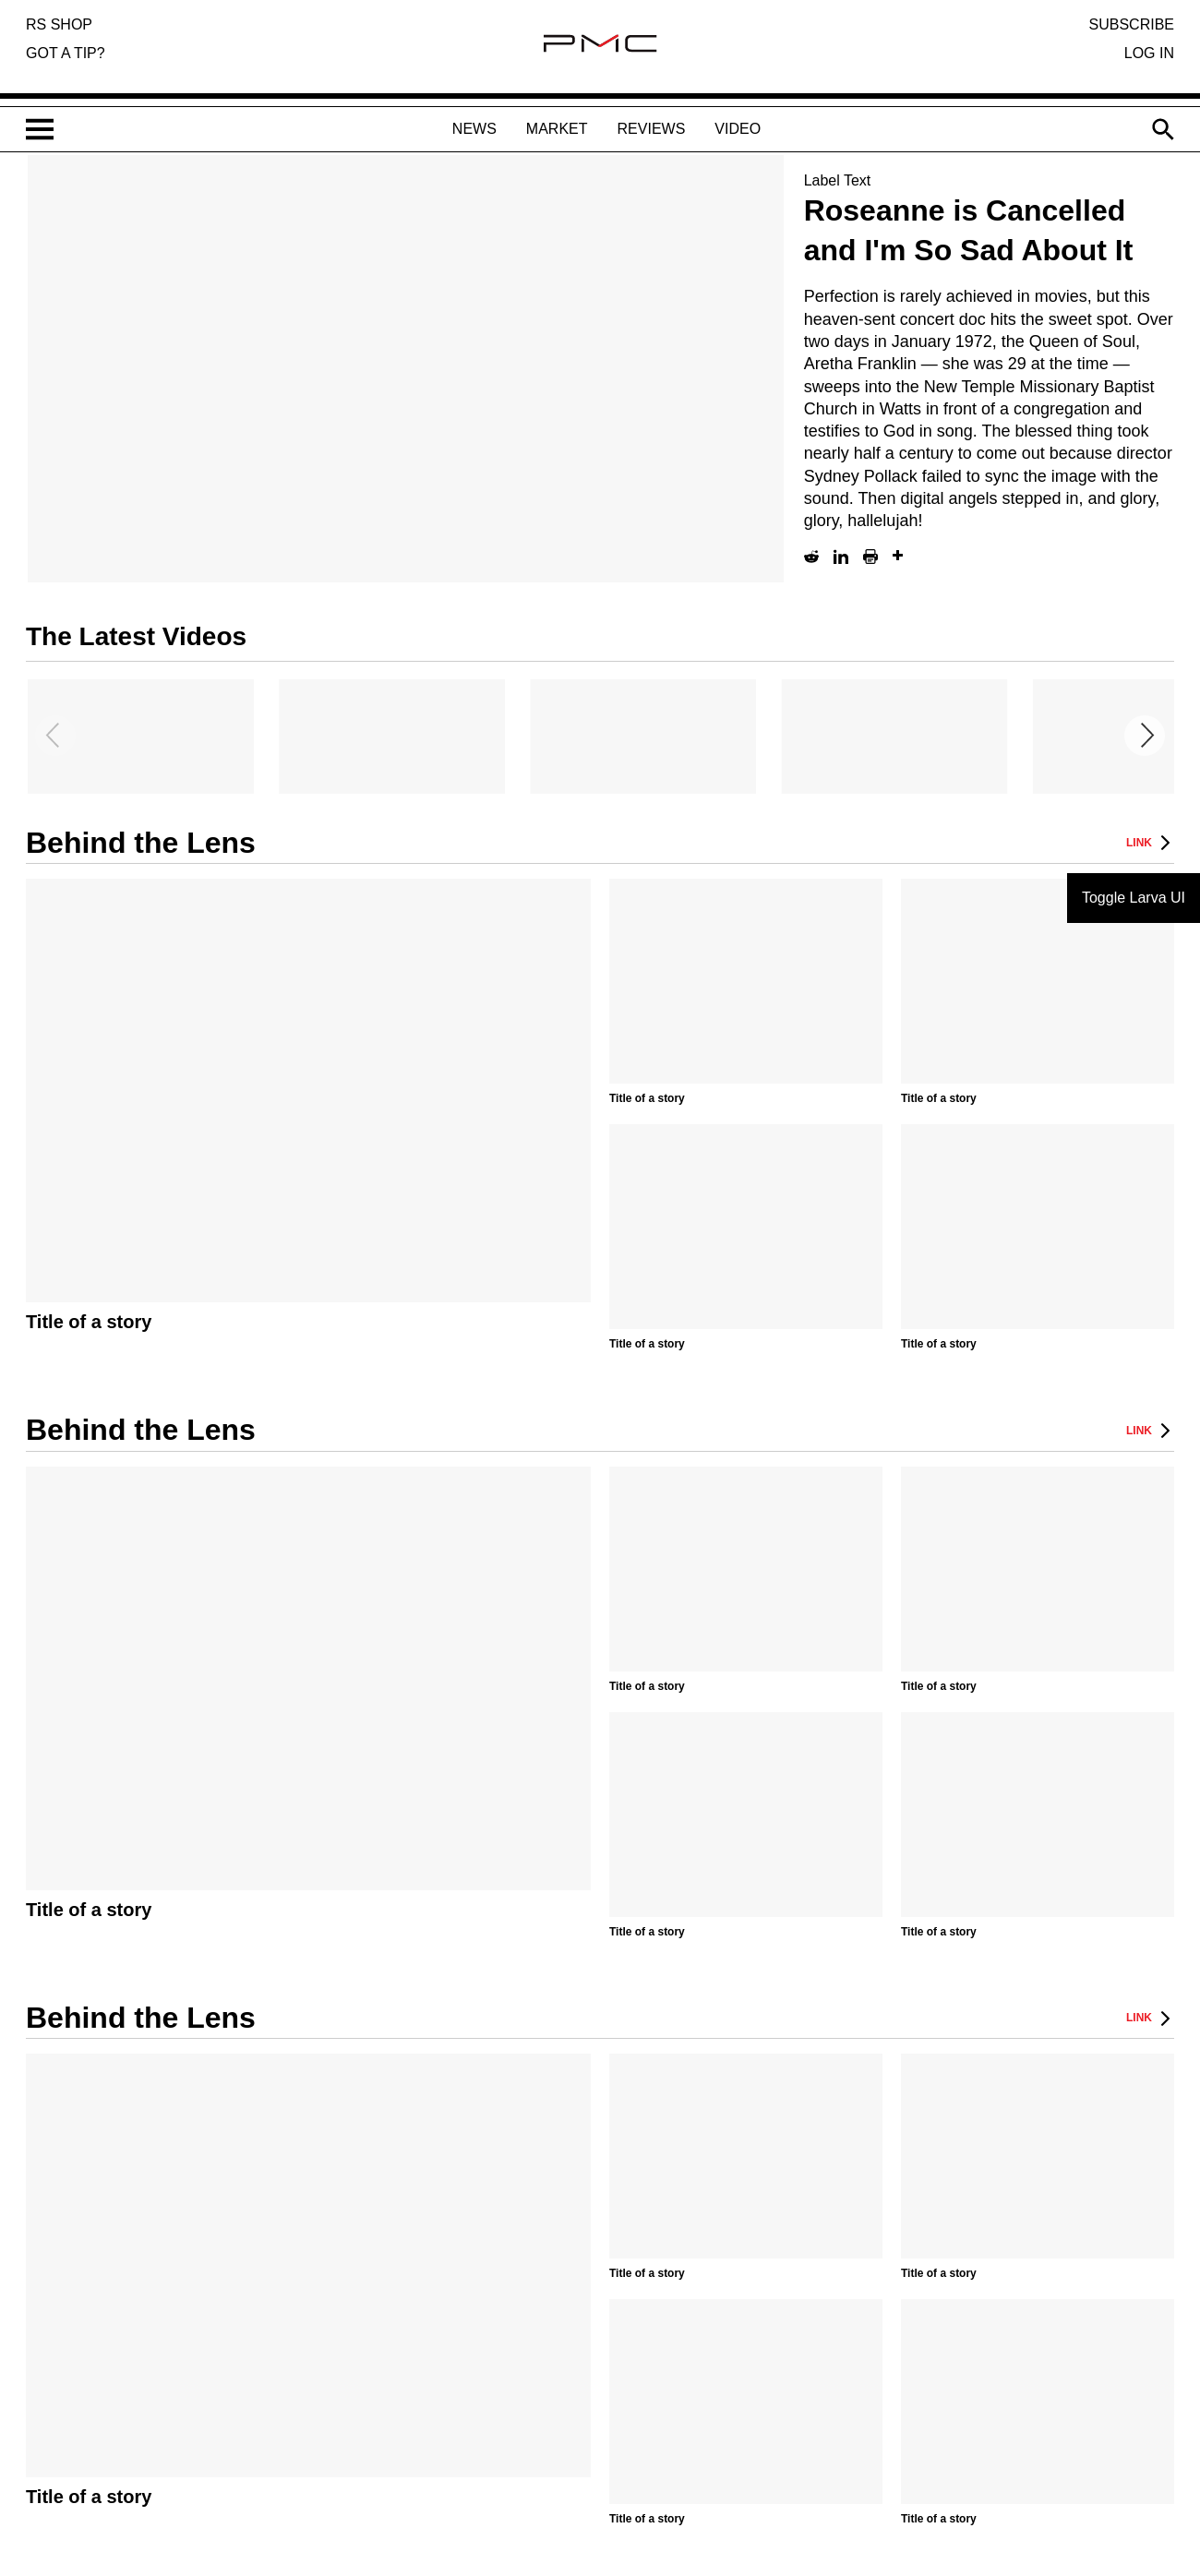 RS SHOP
GOT A TIP?
PMC
SUBSCRIBE
LOG IN
NEWS MARKET REVIEWS VIDEO
Label Text
Roseanne is Cancelled
and I'm So Sad About It
Perfection is rarely achieved in movies, but this
heaven-sent concert doc hits the sweet spot. Over
two days in January 1972, the Queen of Soul,
Aretha Franklin — she was 29 at the time —
sweeps into the New Temple Missionary Baptist
Church in Watts in front of a congregation and
testifies to God in song. The blessed thing took
nearly half a century to come out because director
Sydney Pollack failed to sync the image with the
sound. Then digital angels stepped in, and glory,
glory, hallelujah!
The Latest Videos
Behind the Lens
LINK
Toggle Larva UI
Title of a story
Title of a story
Title of a story
Title of a story
Title of a story
Behind the Lens
LINK
Title of a story
Title of a story
Title of a story
Title of a story
Title of a story
Behind the Lens
LINK
Title of a story
Title of a story
Title of a story
Title of a story
Title of a story